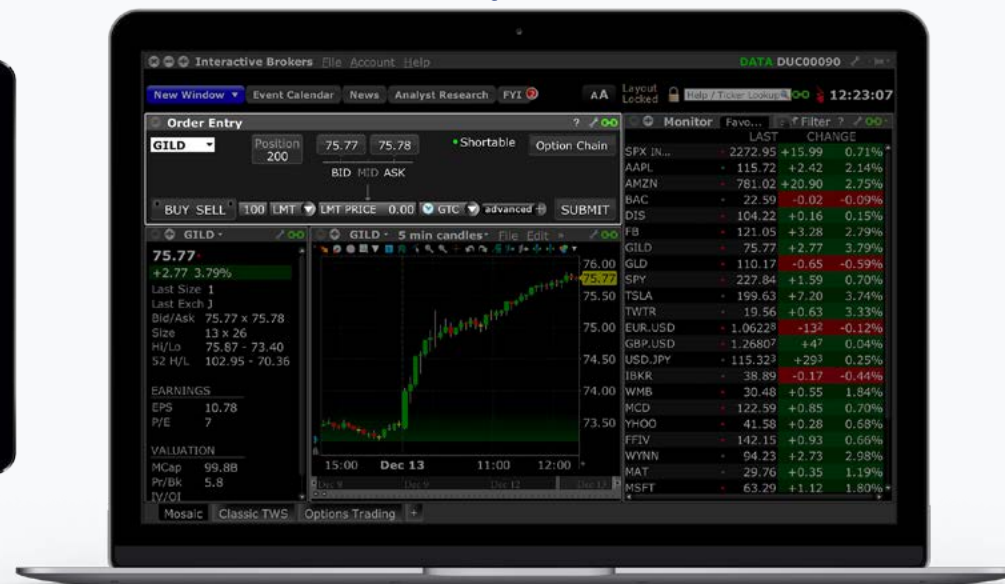 Interactive Brokers File Account Help DATA DUC00090
New Window Event Calendar News Analyst Research FYI AA Layout Locked Help / Ticker Lookup 12:23:07
Order Entry ?
GILD Position 200 75.77 75.78 Shortable Option Chain
BID MID ASK
BUY SELL 100 LMT LMT PRICE 0.00 GTC advanced SUBMIT
GILD
75.77
+2.77 3.79%
Last Size 1
Last Exch J
Bid/Ask 75.77 x 75.78
Size 13 x 26
Hi/Lo 75.87 - 73.40
52 H/L 102.95 - 70.36
EARNINGS
EPS 10.78
P/E 7
VALUATION
MCap 99.8B
Pr/Bk 5.8
IV/OI
GILD 5 min candles File Edit »
76.00
75.77
75.50
75.00
74.50
74.00
73.50
15:00 Dec 13 11:00 12:00
Dec 9 Dec 9 Dec 12 Dec 13
Monitor Favo... Filter ?
LAST CHANGE
SPX IN... 2272.95 +15.99 0.71%
AAPL 115.72 +2.42 2.14%
AMZN 781.02 +20.90 2.75%
BAC 22.59 -0.02 -0.09%
DIS 104.22 +0.16 0.15%
FB 121.05 +3.28 2.79%
GILD 75.77 +2.77 3.79%
GLD 110.17 -0.65 -0.59%
SPY 227.84 +1.59 0.70%
TSLA 199.63 +7.20 3.74%
TWTR 19.56 +0.63 3.33%
EUR.USD 1.06228 -132 -0.12%
GBP.USD 1.26807 +47 0.04%
USD.JPY 115.323 +293 0.25%
IBKR 38.89 -0.17 -0.44%
WMB 30.48 +0.55 1.84%
MCD 122.59 +0.85 0.70%
YHOO 41.58 +0.28 0.68%
FFIV 142.15 +0.93 0.66%
WYNN 94.23 +2.73 2.98%
MAT 29.76 +0.35 1.19%
MSFT 63.29 +1.12 1.80%
Mosaic Classic TWS Options Trading +